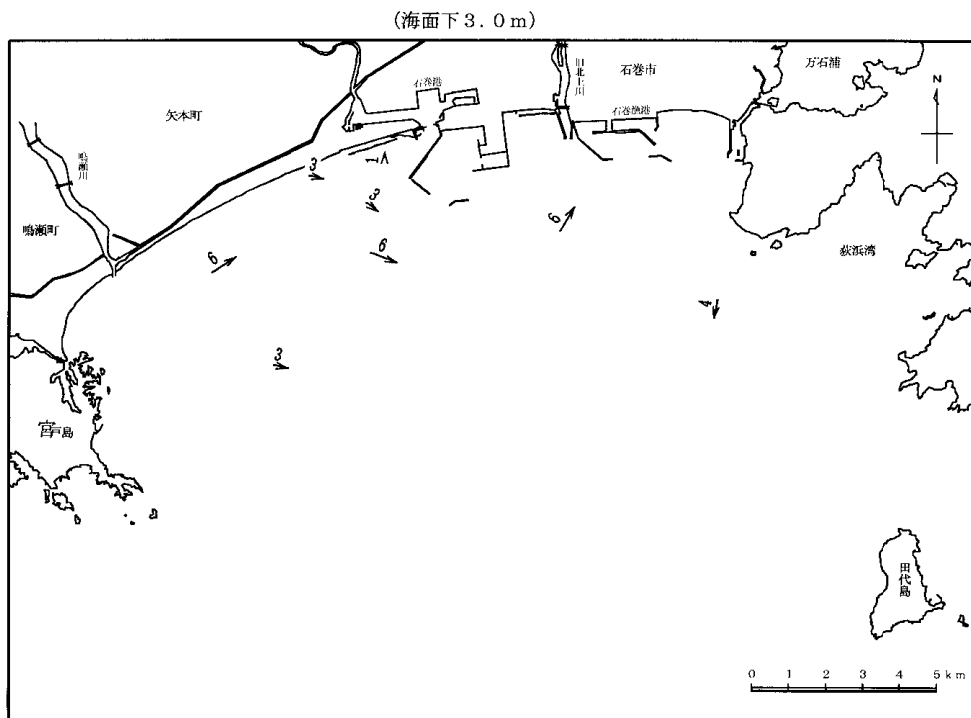 (海面下3.0m)
石巻港
旧北上川
石巻市
万石浦
N
矢本町
石巻漁港
鳴瀬川
3
1
3
鳴瀬町
6
6
6
荻浜湾
4
3
宮戸島
田代島
0 1 2 3 4 5km